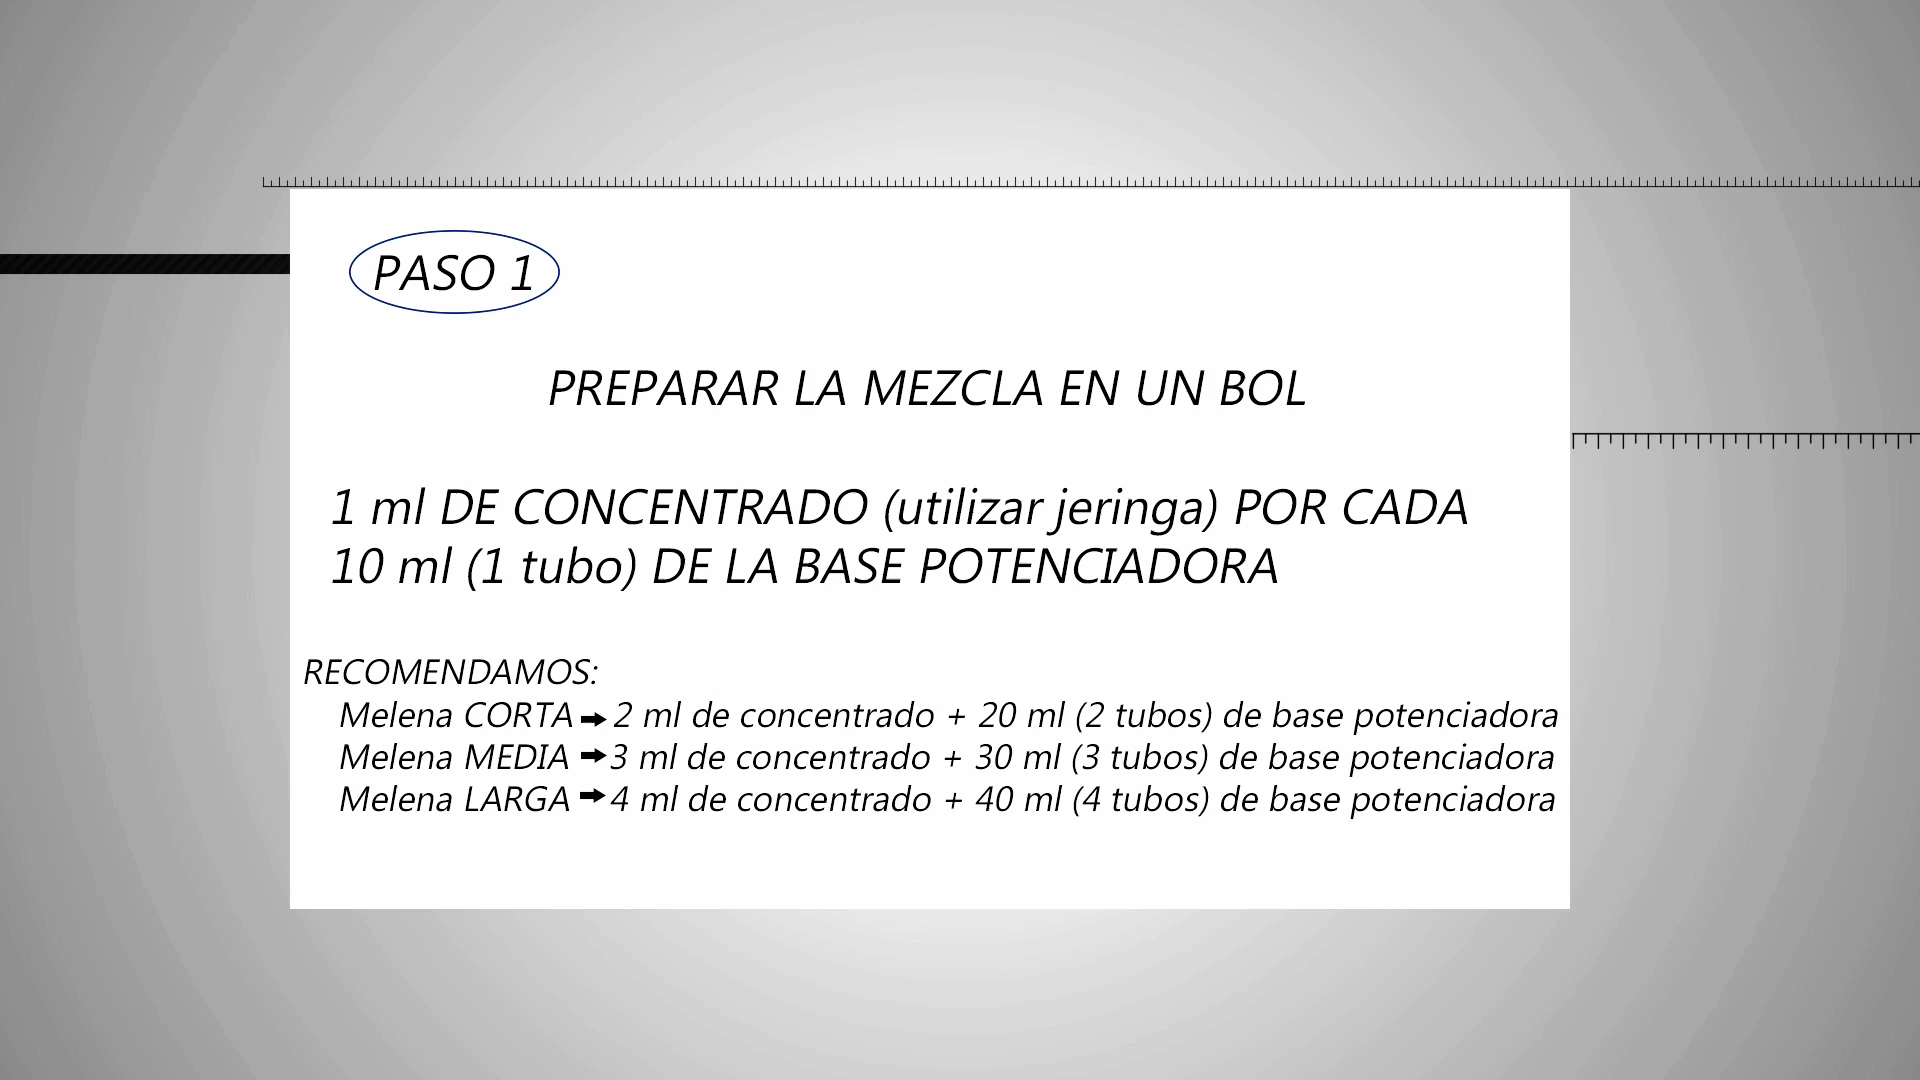 PASO 1
PREPARAR LA MEZCLA EN UN BOL
1 ml DE CONCENTRADO (utilizar jeringa) POR CADA
10 ml (1 tubo) DE LA BASE POTENCIADORA
RECOMENDAMOS:
Melena CORTA ➡ 2 ml de concentrado + 20 ml (2 tubos) de base potenciadora
Melena MEDIA ➡ 3 ml de concentrado + 30 ml (3 tubos) de base potenciadora
Melena LARGA ➡ 4 ml de concentrado + 40 ml (4 tubos) de base potenciadora